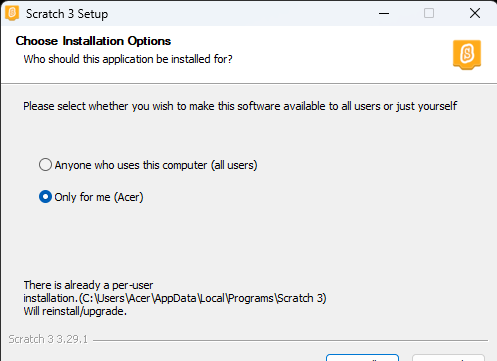 Scratch 3 Setup
Choose Installation Options
Who should this application be installed for?
Please select whether you wish to make this software available to all users or just yourself
Anyone who uses this computer (all users)
Only for me (Acer)
There is already a per-user
installation.(C:\Users\Acer\AppData\Local\Programs\Scratch 3)
Will reinstall/upgrade.
Scratch 3 3.29.1